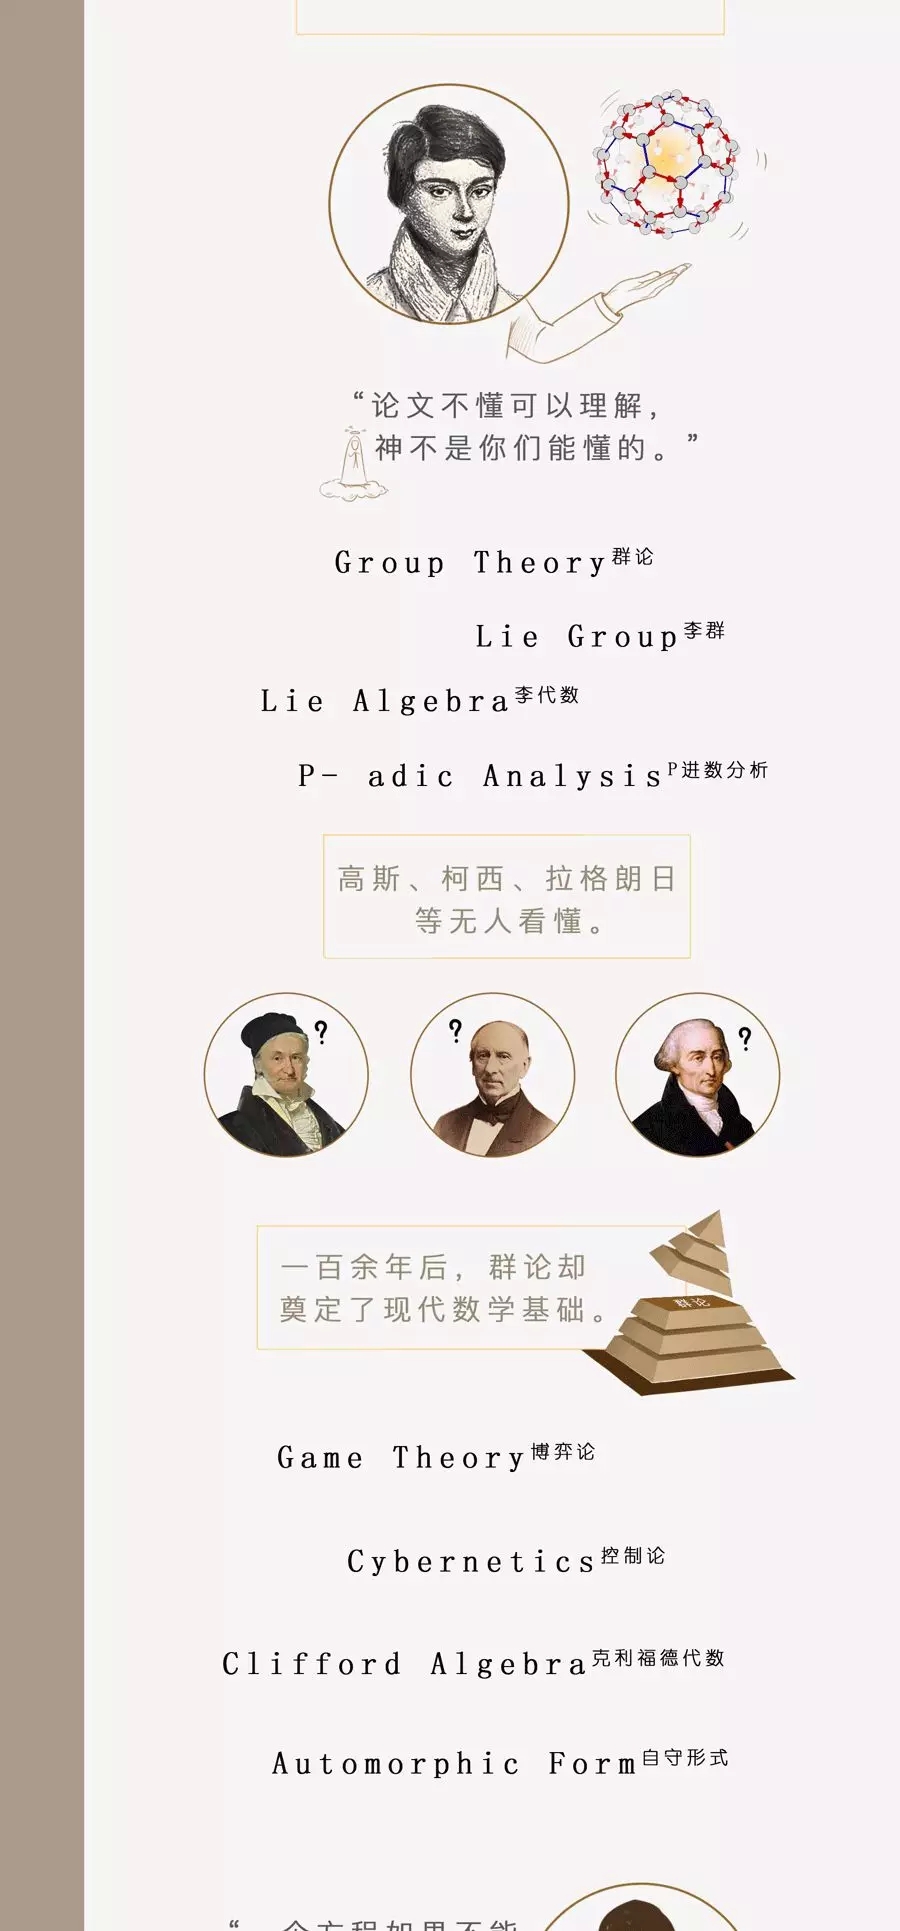 “论文不懂可以理解，
神不是你们能懂的。”
Group Theory群论
Lie Group李群
Lie Algebra李代数
P- adic AnalysisP进数分析
高斯、柯西、拉格朗日
等无人看懂。
?
?
?
一百余年后，群论却
奠定了现代数学基础。
群论
Game Theory博弈论
Cybernetics控制论
Clifford Algebra克利福德代数
Automorphic Form自守形式